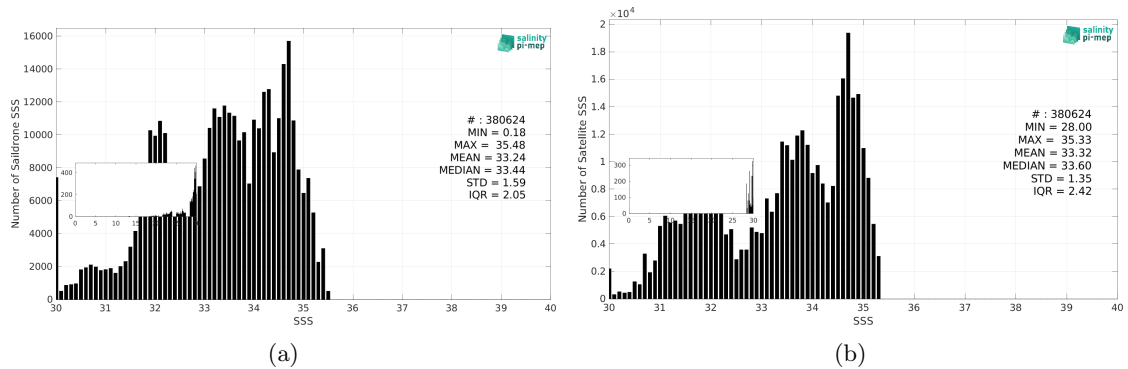 16000
14000
12000
10000
8000
6000
4000
2000
0
Number of Saildrone SSS
salinity
pi-mep
# : 380624
MIN = 0.18
MAX = 35.48
MEAN = 33.24
MEDIAN = 33.44
STD = 1.59
IQR = 2.05
400
200
0
0 5 10 15
30 31 32 33 34 35 36 37 38 39 40
SSS
(a)
×10⁴
2
1.8
1.6
1.4
1.2
1
0.8
0.6
0.4
0.2
0
Number of Satellite SSS
salinity
pi-mep
# : 380624
MIN = 28.00
MAX = 35.33
MEAN = 33.32
MEDIAN = 33.60
STD = 1.35
IQR = 2.42
300
200
100
0
0 5 25 30
30 31 32 33 34 35 36 37 38 39 40
SSS
(b)